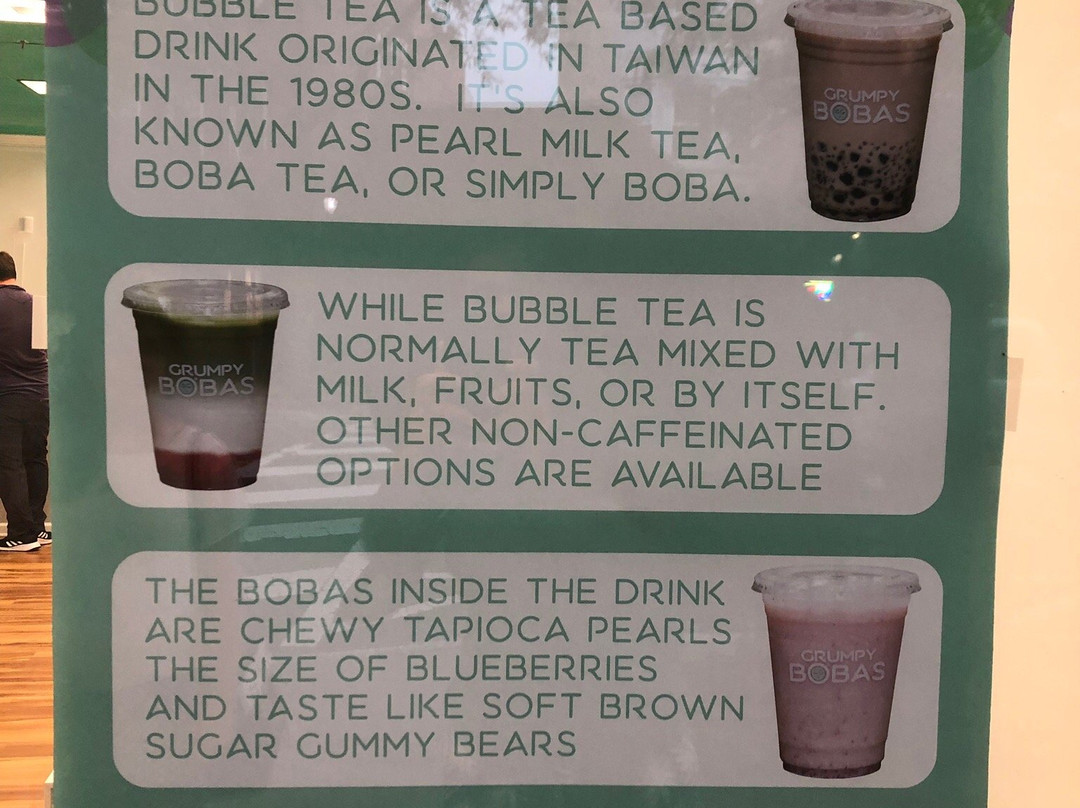 BUBBLE TEA IS A TEA BASED
DRINK ORIGINATED IN TAIWAN
IN THE 1980S. IT'S ALSO
KNOWN AS PEARL MILK TEA,
BOBA TEA, OR SIMPLY BOBA.
GRUMPY
BOBAS
GRUMPY
BOBAS
WHILE BUBBLE TEA IS
NORMALLY TEA MIXED WITH
MILK, FRUITS, OR BY ITSELF.
OTHER NON-CAFFEINATED
OPTIONS ARE AVAILABLE
THE BOBAS INSIDE THE DRINK
ARE CHEWY TAPIOCA PEARLS
THE SIZE OF BLUEBERRIES
AND TASTE LIKE SOFT BROWN
SUGAR GUMMY BEARS
GRUMPY
BOBAS